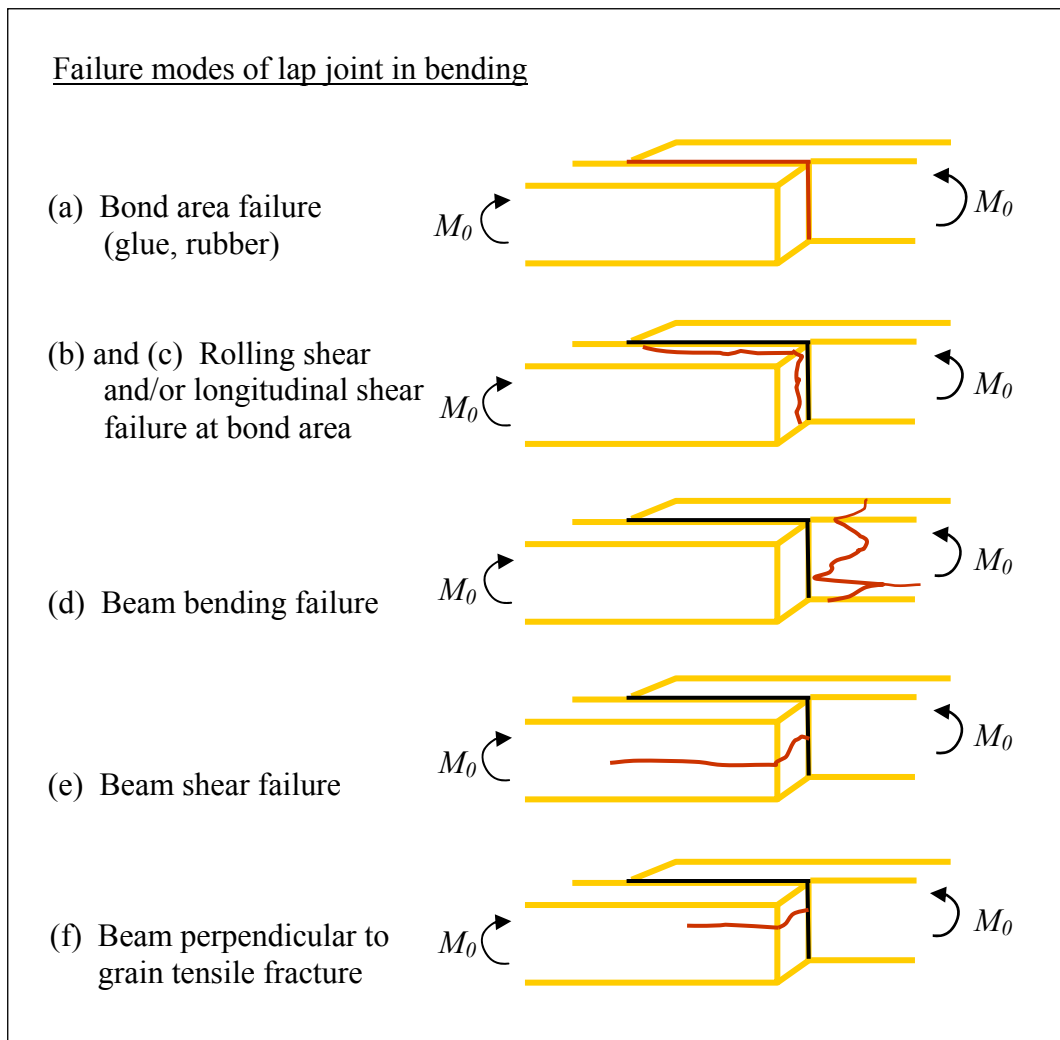 Failure modes of lap joint in bending
(a) Bond area failure
(glue, rubber)
M0
M0
(b) and (c) Rolling shear
and/or longitudinal shear
failure at bond area
M0
M0
(d) Beam bending failure
M0
M0
(e) Beam shear failure
M0
M0
(f) Beam perpendicular to
grain tensile fracture
M0
M0